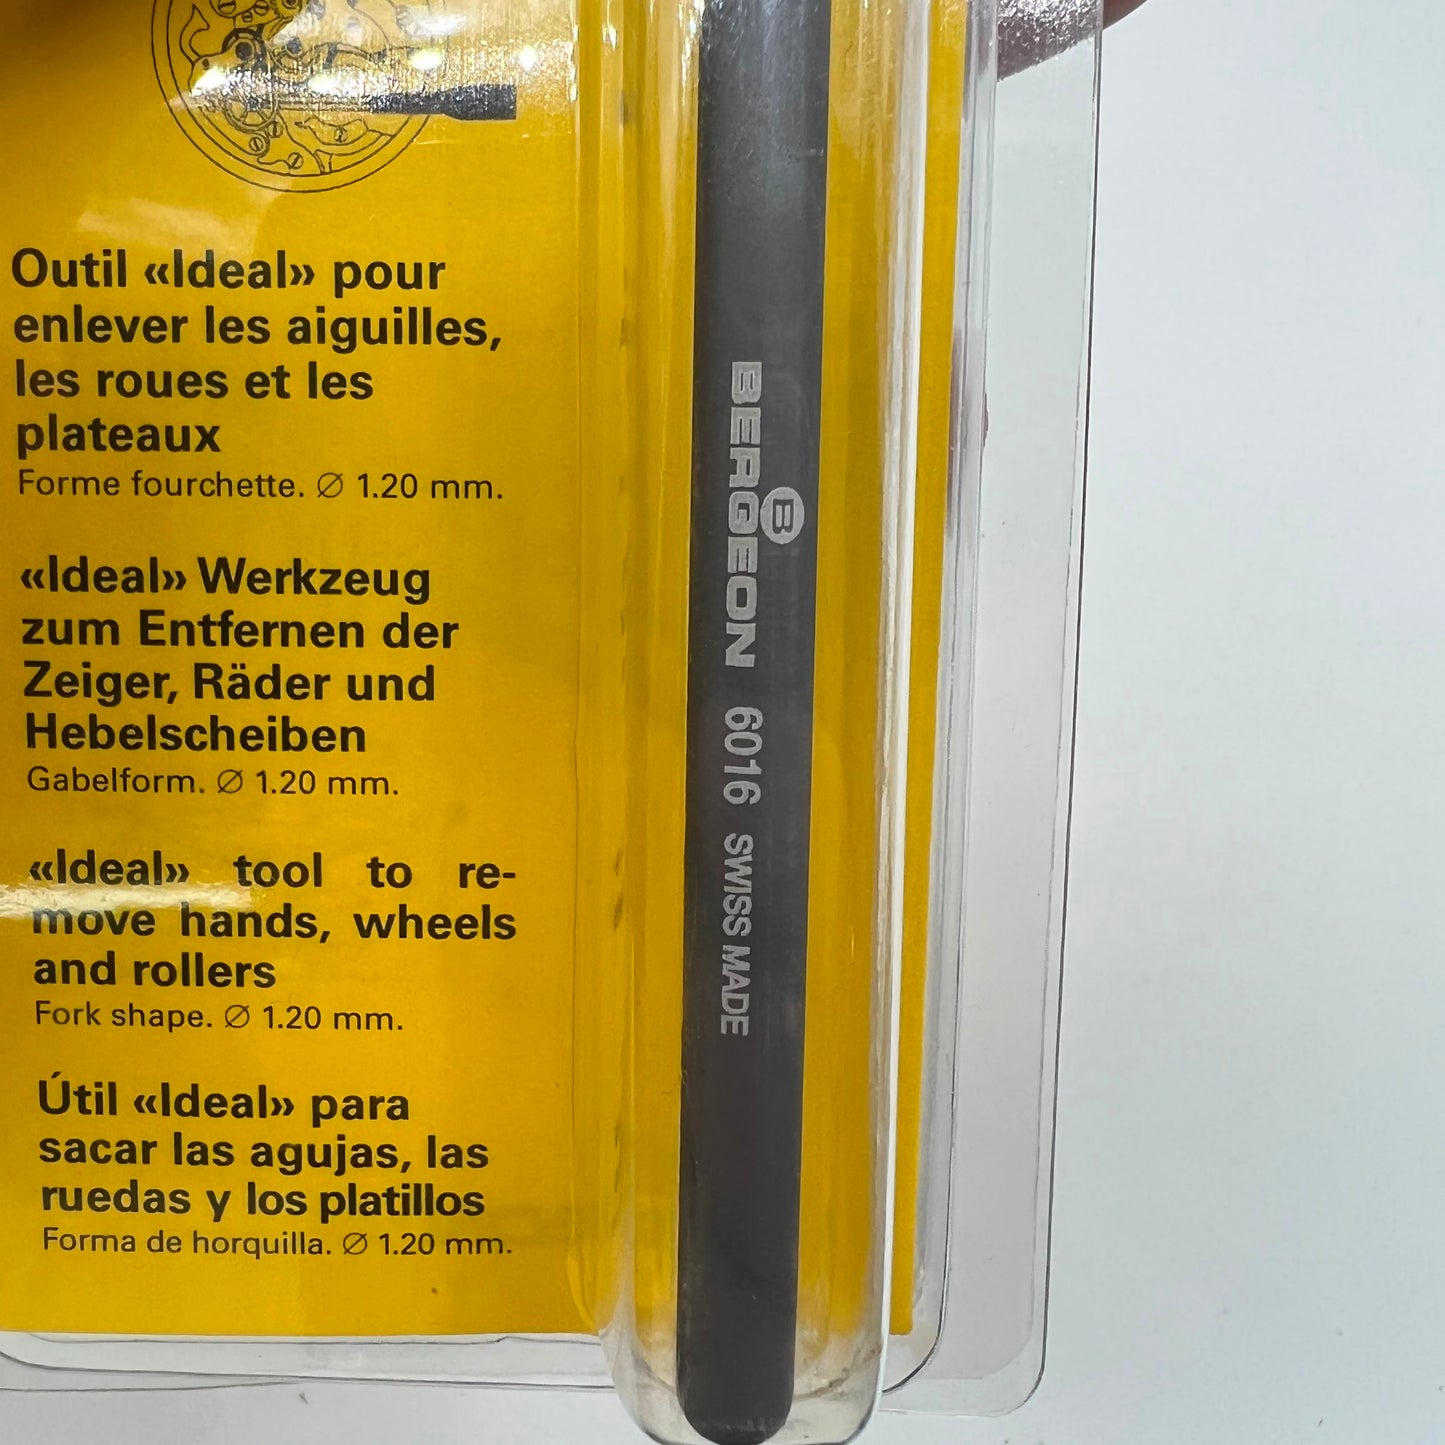 Outil «Ideal» pour
enlever les aiguilles,
les roues et les
plateaux
Forme fourchette. ∅ 1.20 mm.
«Ideal» Werkzeug
zum Entfernen der
Zeiger, Räder und
Hebelscheiben
Gabelform. ∅ 1.20 mm.
«Ideal» tool to re-
move hands, wheels
and rollers
Fork shape. ∅ 1.20 mm.
Útil «Ideal» para
sacar las agujas, las
ruedas y los platillos
Forma de horquilla. ∅ 1.20 mm.
B
BERGEON 6016 SWISS MADE